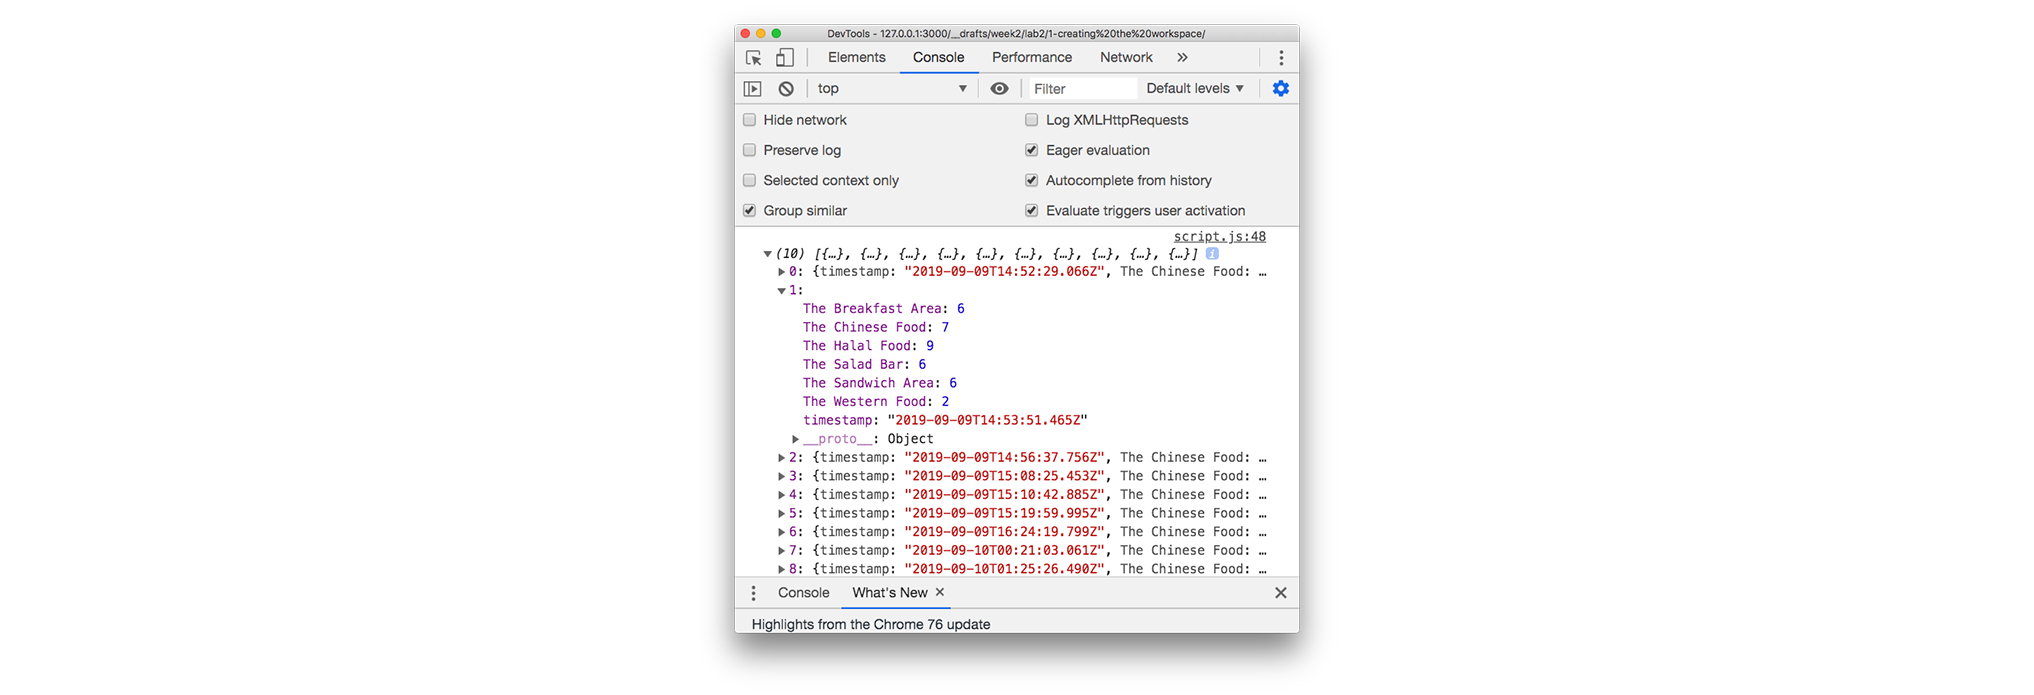 DevTools - 127.0.0.1:3000/__drafts/week2/lab2/1-creating%20the%20workspace/
Elements Console Performance Network »
top Filter Default levels
Hide network Log XMLHttpRequests
Preserve log Eager evaluation
Selected context only Autocomplete from history
Group similar Evaluate triggers user activation
script.js:48
(10) [{…}, {…}, {…}, {…}, {…}, {…}, {…}, {…}, {…}, {…}] i
0: {timestamp: "2019-09-09T14:52:29.066Z", The Chinese Food: …
1:
The Breakfast Area: 6
The Chinese Food: 7
The Halal Food: 9
The Salad Bar: 6
The Sandwich Area: 6
The Western Food: 2
timestamp: "2019-09-09T14:53:51.465Z"
__proto__: Object
2: {timestamp: "2019-09-09T14:56:37.756Z", The Chinese Food: …
3: {timestamp: "2019-09-09T15:08:25.453Z", The Chinese Food: …
4: {timestamp: "2019-09-09T15:10:42.885Z", The Chinese Food: …
5: {timestamp: "2019-09-09T15:19:59.995Z", The Chinese Food: …
6: {timestamp: "2019-09-09T16:24:19.799Z", The Chinese Food: …
7: {timestamp: "2019-09-10T00:21:03.061Z", The Chinese Food: …
8: {timestamp: "2019-09-10T01:25:26.490Z", The Chinese Food: …
Console What's New ×
Highlights from the Chrome 76 update